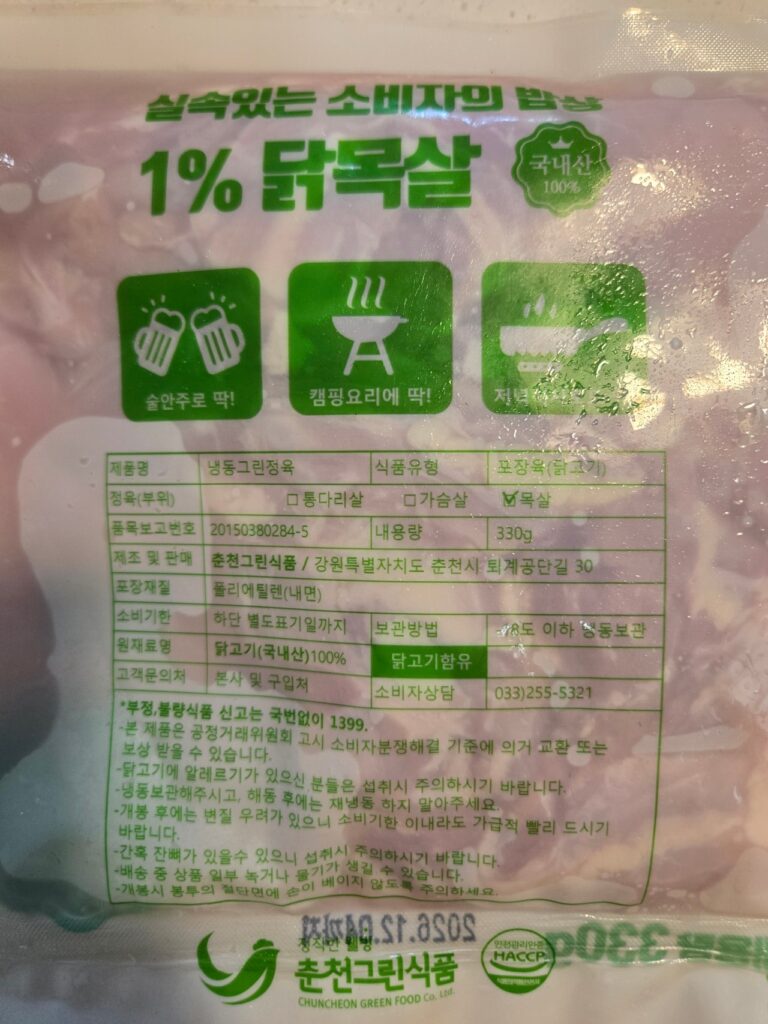 실속있는 소비자의 밥상
1% 닭목살
국내산
100%
술안주로 딱!
캠핑요리에 딱!
제품명 냉동그린정육 식품유형 포장육(닭고기)
정육(부위) □통다리살 □가슴살 ☑목살
품목보고번호 20150380284-5 내용량 330g
제조 및 판매 춘천그린식품 / 강원특별자치도 춘천시 퇴계공단길 30
포장재질 폴리에틸렌(내면)
소비기한 하단 별도표기일까지 보관방법 -18도 이하 냉동보관
원재료명 닭고기(국내산)100% 닭고기함유
고객문의처 본사 및 구입처 소비자상담 033)255-5321
*부정,불량식품 신고는 국번없이 1399.
-본 제품은 공정거래위원회 고시 소비자분쟁해결 기준에 의거 교환 또는
보상 받을 수 있습니다.
-닭고기에 알레르기가 있으신 분들은 섭취시 주의하시기 바랍니다.
-냉동보관해주시고, 해동 후에는 재냉동 하지 말아주세요.
-개봉 후에는 변질 우려가 있으니 소비기한 이내라도 가급적 빨리 드시기
바랍니다.
-간혹 잔뼈가 있을수 있으니 섭취시 주의하시기 바랍니다.
-배송 중 상품 일부 녹거나 물기가 생길 수 있습니다.
-개봉시 봉투의 절단면에 손이 베이지 않도록 주의하세요.
2026.12.04까지
춘천그린식품
CHUNCHEON GREEN FOOD Co. Ltd.
안전관리인증
HACCP
330g